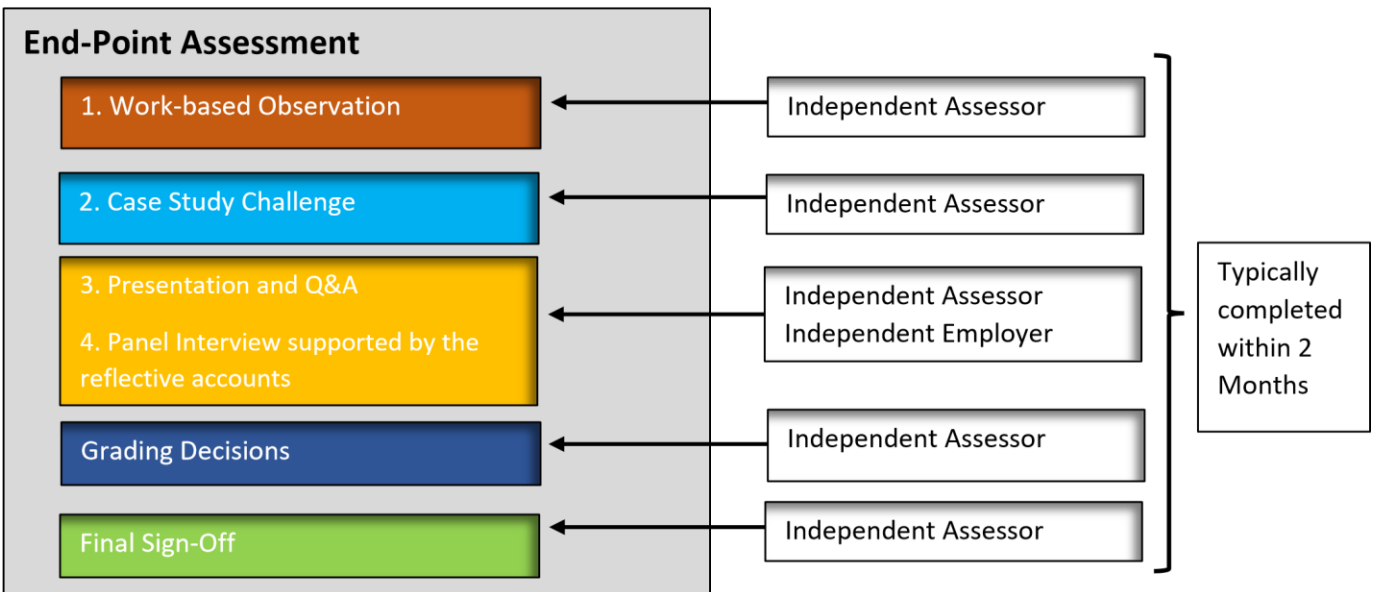 End-Point Assessment
1. Work-based Observation
Independent Assessor
2. Case Study Challenge
Independent Assessor
3. Presentation and Q&A
4. Panel Interview supported by the
reflective accounts
Independent Assessor
Independent Employer
Grading Decisions
Independent Assessor
Final Sign-Off
Independent Assessor
Typically
completed
within 2
Months